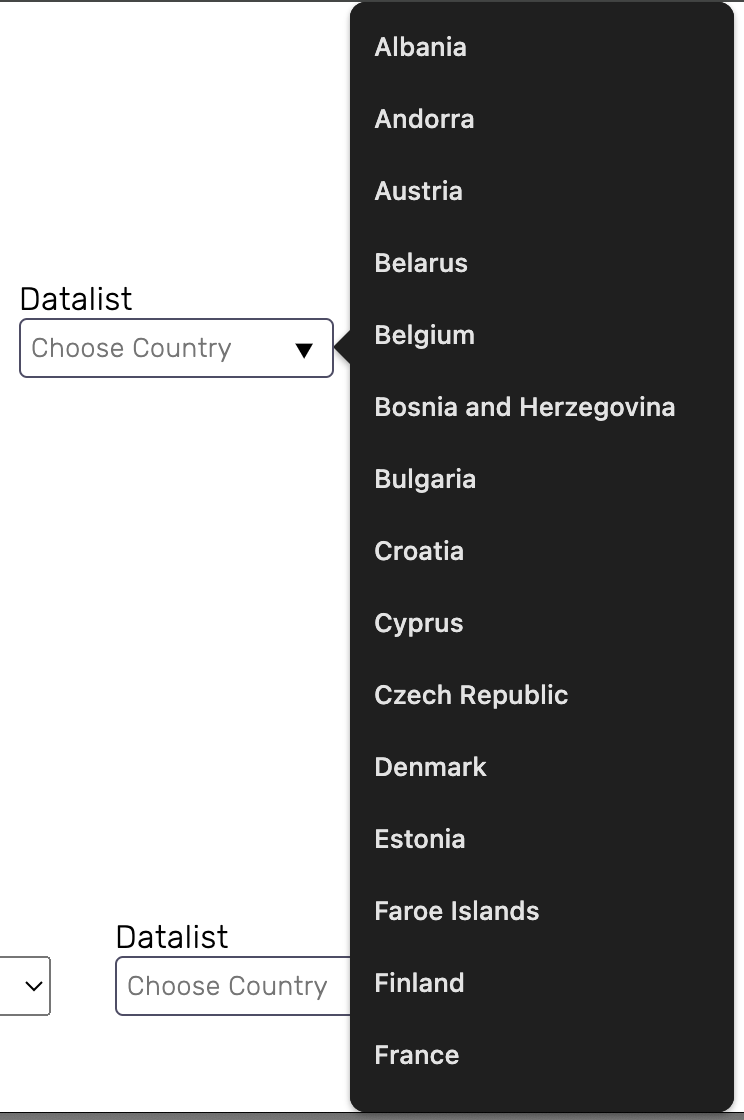 Datalist
Choose Country
Albania
Andorra
Austria
Belarus
Belgium
Bosnia and Herzegovina
Bulgaria
Croatia
Cyprus
Czech Republic
Denmark
Estonia
Faroe Islands
Finland
France
Datalist
Choose Country